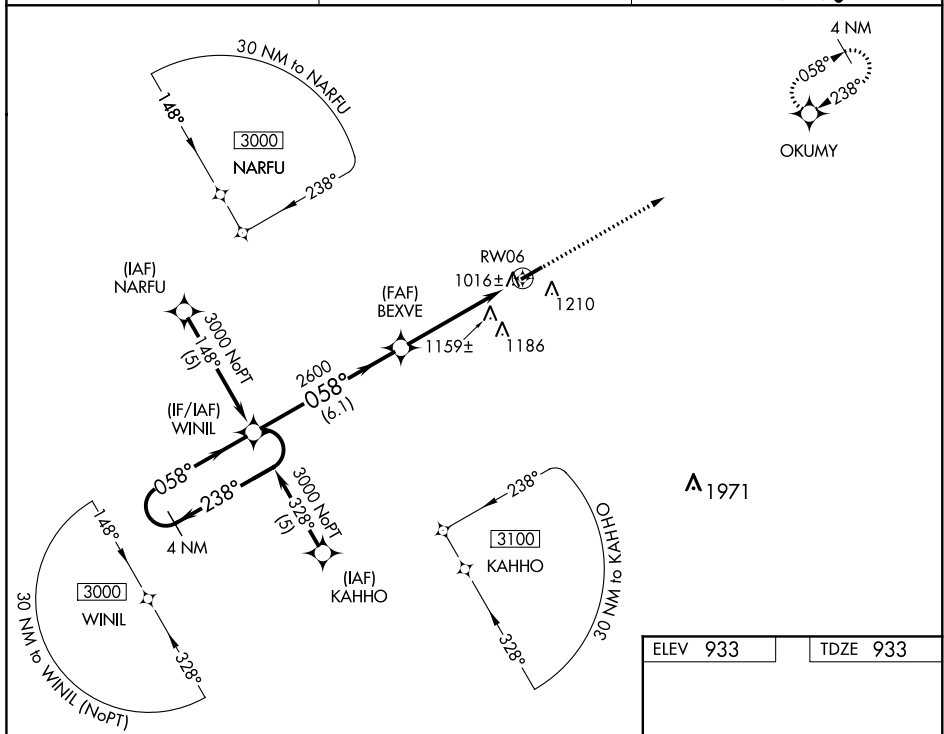 4 NM
058°
238°
OKUMY
30 NM to NARFU
148°
3000
NARFU
238°
(IAF)
NARFU
3000 NoPT
148°
(5)
RW06
1016±
1210
(FAF)
BEXVE
1159±
1186
2600
058°
(6.1)
(IF/IAF)
WINIL
058°
238°
4 NM
3000 NoPT
328°
(5)
(IAF)
KAHHO
1971
238°
3100
KAHHO
328°
30 NM to KAHHO
148°
3000
WINIL
328°
30 NM to WINIL (NoPT)
ELEV 933
TDZE 933